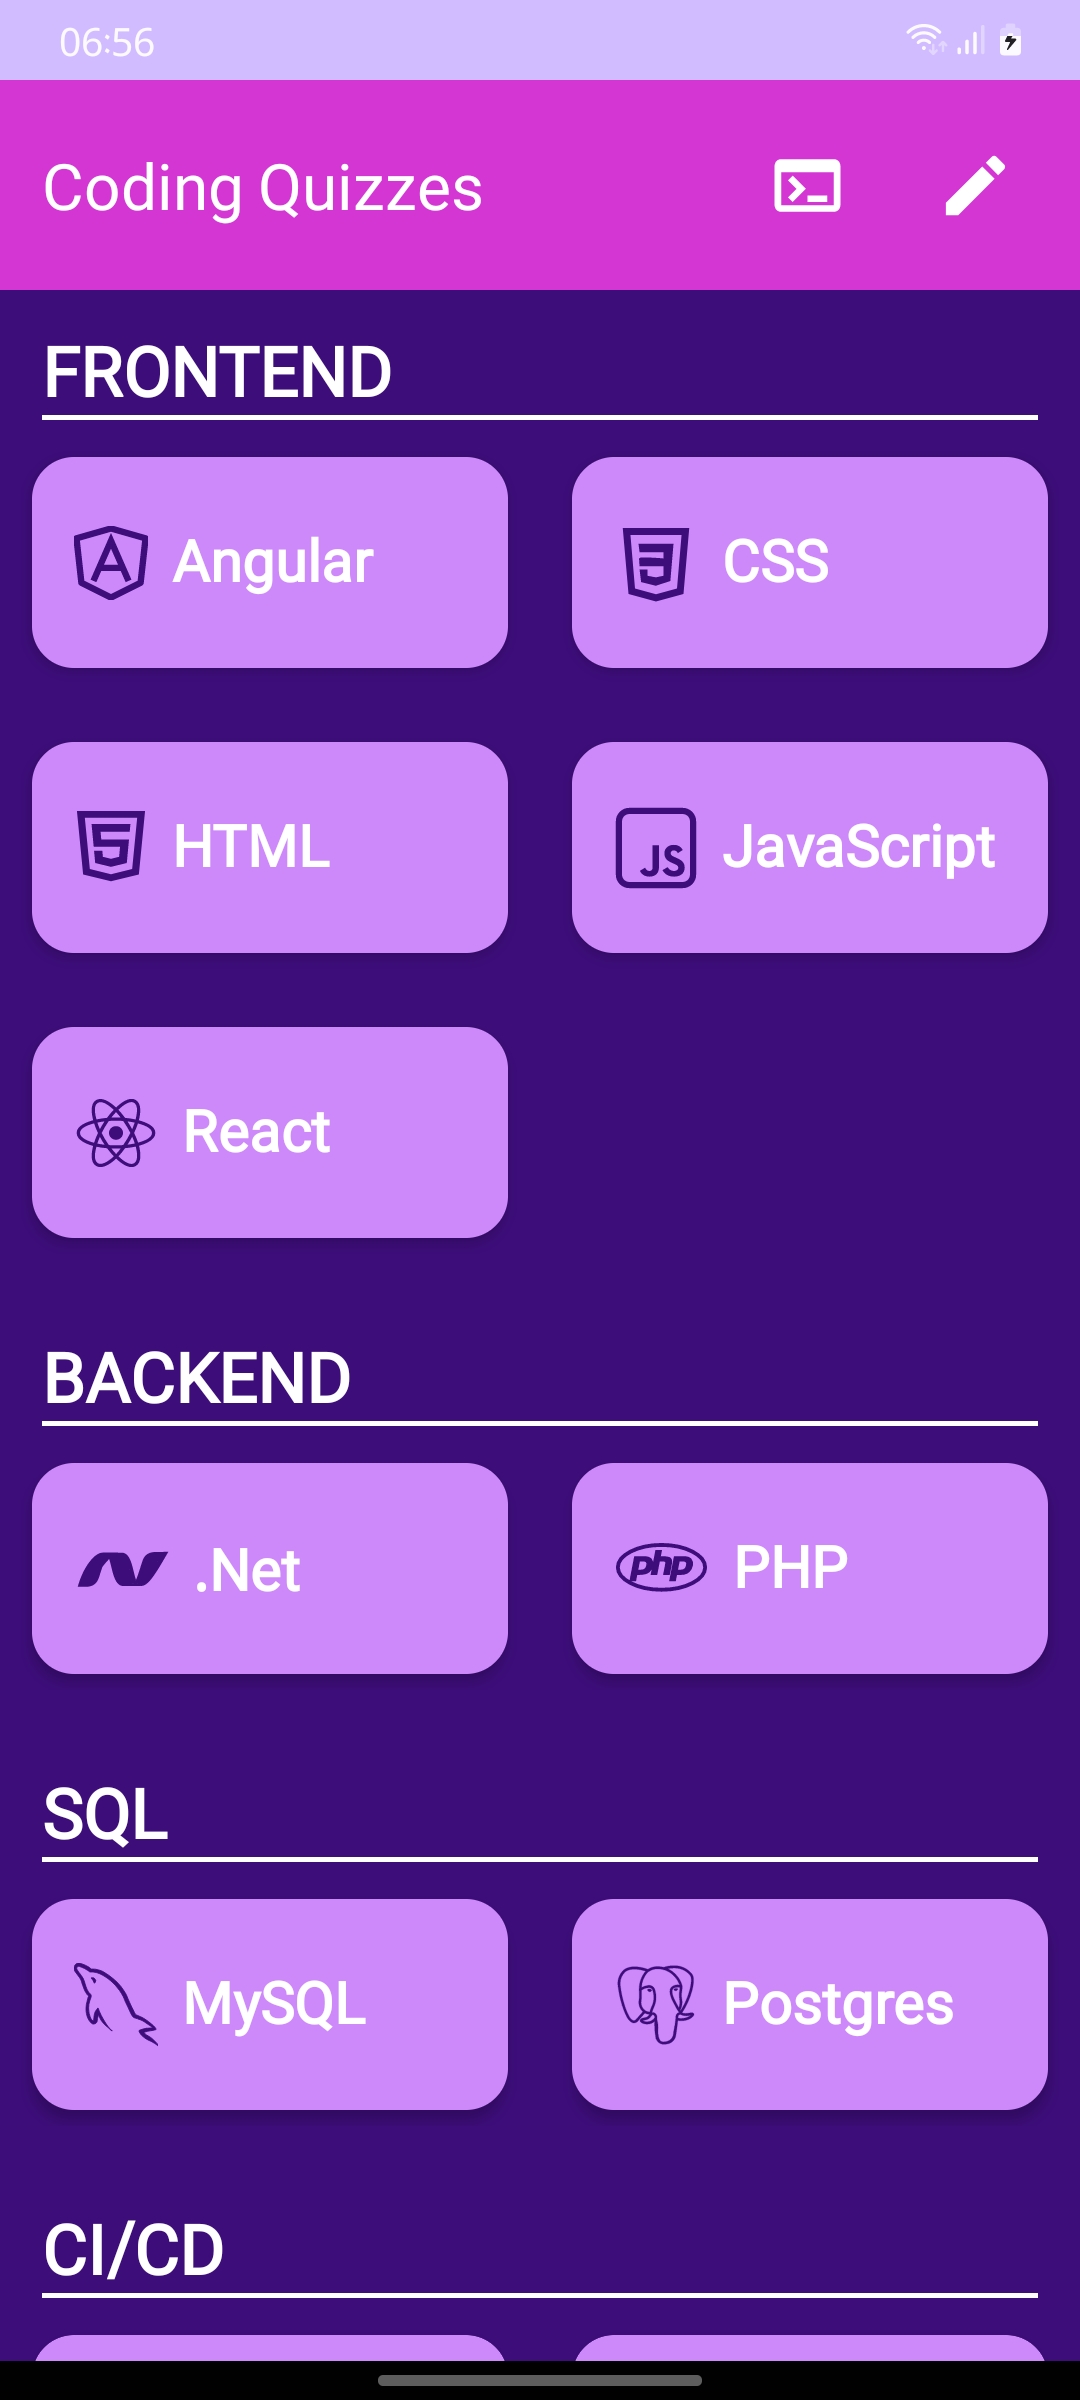 06:56
Coding Quizzes
FRONTEND
Angular
CSS
HTML
JS JavaScript
React
BACKEND
.Net
php PHP
SQL
MySQL
Postgres
CI/CD